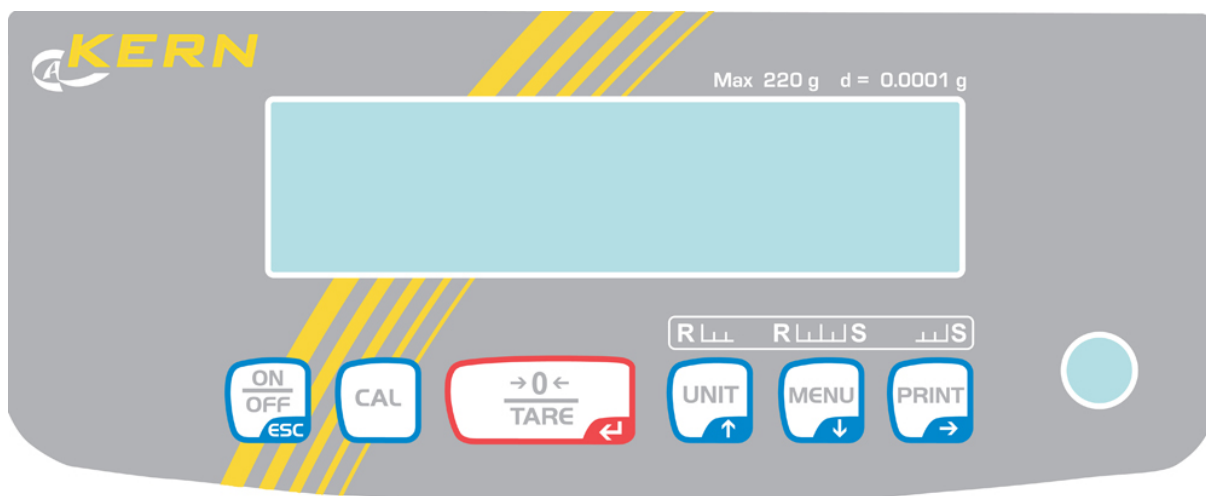 KERN
Max 220 g d = 0.0001 g
R S R S
ON
OFF
ESC
CAL
→0←
TARE
UNIT
MENU
PRINT